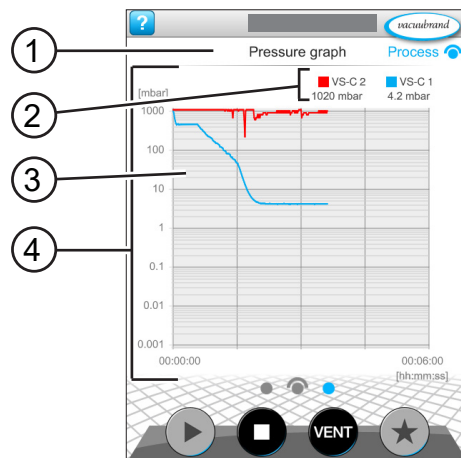 ?
vacuubrand
1
Pressure graph
Process
2
VS-C 2
VS-C 1
1020 mbar
4.2 mbar
[mbar]
1000
100
3
10
4
1
0.1
0.01
0.001
00:00:00
00:06:00
[hh:mm:ss]
VENT